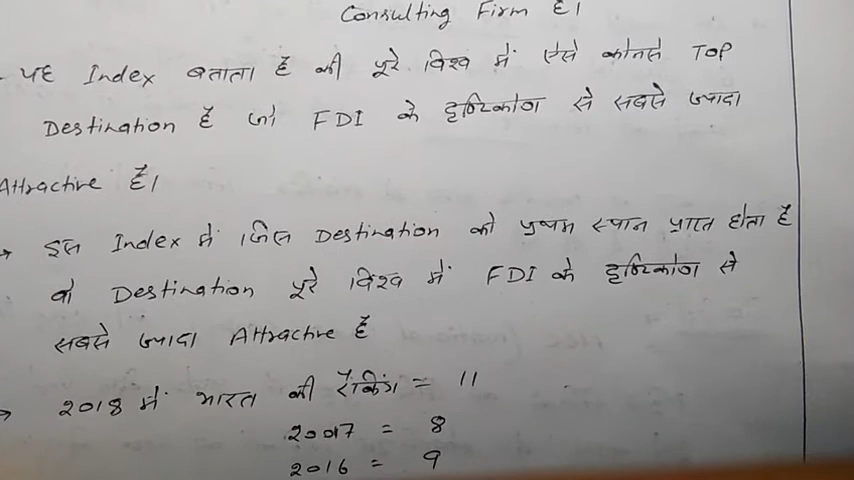 Consulting Firm है।
- यह Index बताता है की पूरे विश्व में ऐसे कोनसे TOP
Destination है जो FDI के दृष्टिकोण से सबसे ज्यादा
Attractive है।
→ इस Index में जिस Destination को प्रथम स्थान प्राप्त होता है
वो Destination पूरे विश्व में FDI के दृष्टिकोण से
सबसे ज्यादा Attractive है
→ 2018 में भारत की रैंकिंग = 11
2017 = 8
2016 = 9